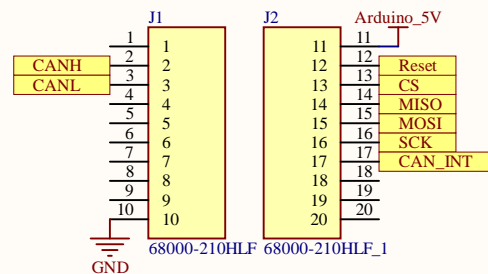 J1
J2
Arduino_5V
1 1
CANH 2 2
CANL 3 3
4 4
5 5
6 6
7 7
8 8
9 9
10 10
GND
68000-210HLF
11 11
12 12 Reset
13 13 CS
14 14 MISO
15 15 MOSI
16 16 SCK
17 17 CAN_INT
18 18
19 19
20 20
68000-210HLF_1